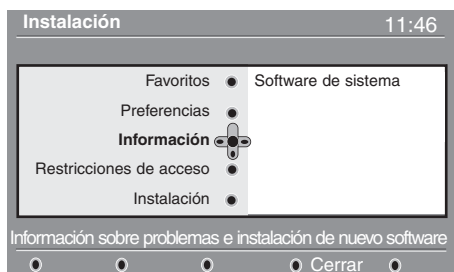 Instalación 11:46
Favoritos Software de sistema
Preferencias
Información
Restricciones de acceso
Instalación
Información sobre problemas e instalación de nuevo software
Cerrar